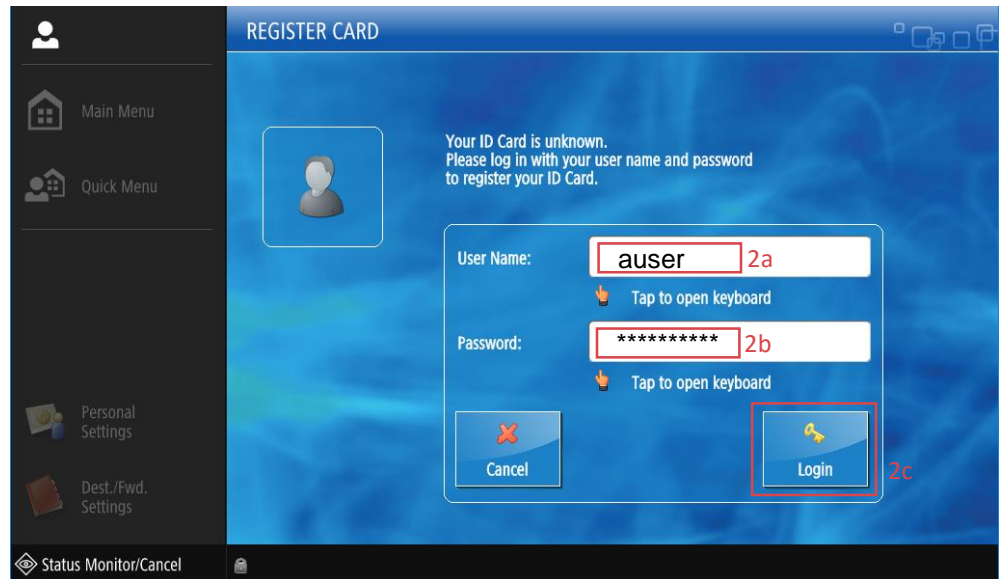 REGISTER CARD
Main Menu
Quick Menu
Personal
Settings
Dest./Fwd.
Settings
Status Monitor/Cancel
Your ID Card is unknown.
Please log in with your user name and password
to register your ID Card.
User Name:
auser 2a
Tap to open keyboard
Password:
********** 2b
Tap to open keyboard
Cancel
Login 2c